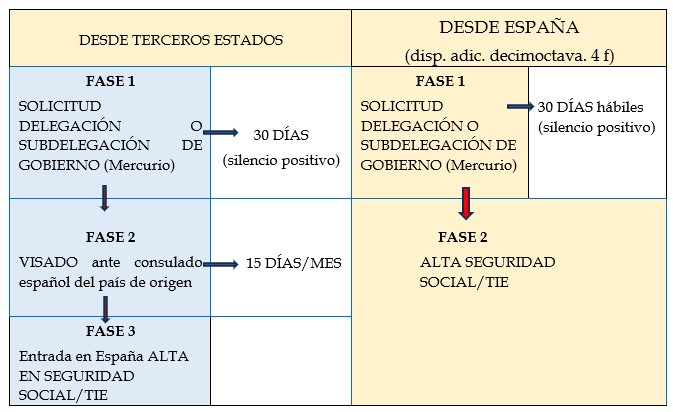 DESDE TERCEROS ESTADOS
DESDE ESPAÑA
(disp. adic. decimoctava. 4 f)
FASE 1
SOLICITUD
DELEGACIÓN O
SUBDELEGACIÓN DE
GOBIERNO (Mercurio)
30 DÍAS
(silencio positivo)
FASE 1
SOLICITUD
DELEGACIÓN O
SUBDELEGACIÓN DE
GOBIERNO (Mercurio)
30 DÍAS hábiles
(silencio positivo)
FASE 2
VISADO ante consulado
español del país de origen
15 DÍAS/MES
FASE 2
ALTA SEGURIDAD
SOCIAL/TIE
FASE 3
Entrada en España ALTA
EN SEGURIDAD
SOCIAL/TIE